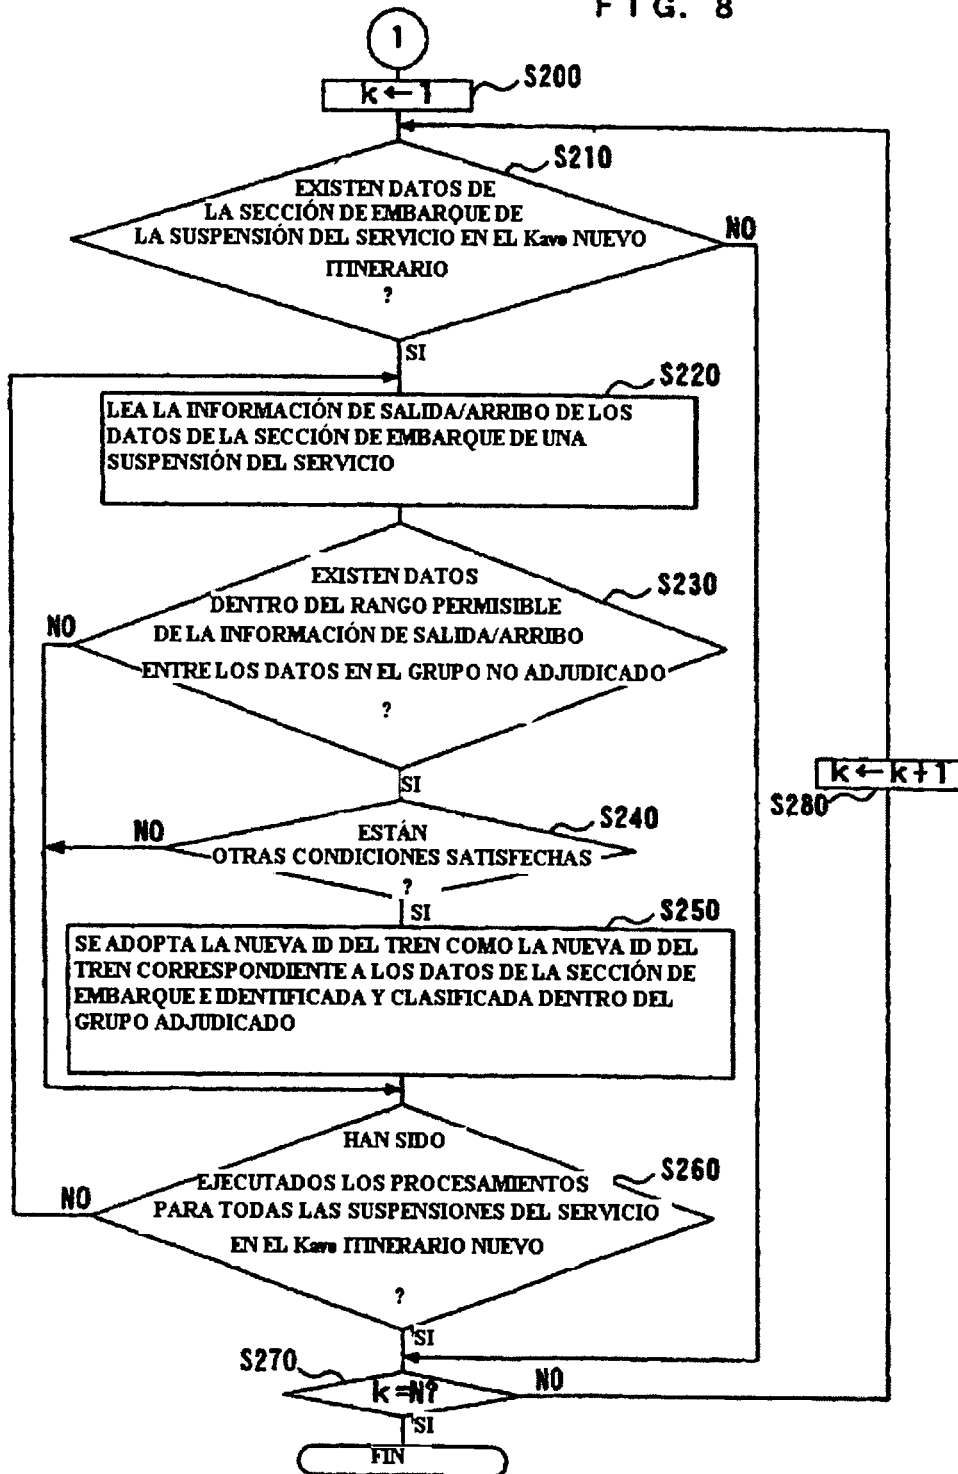 FIG. 8
1
k ← 1
S200
S210
EXISTEN DATOS DE
LA SECCIÓN DE EMBARQUE DE
LA SUSPENSIÓN DEL SERVICIO EN EL Kavo NUEVO
ITINERARIO
?
NO
SI
S220
LEA LA INFORMACIÓN DE SALIDA/ARRIBO DE LOS
DATOS DE LA SECCIÓN DE EMBARQUE DE UNA
SUSPENSIÓN DEL SERVICIO
EXISTEN DATOS
DENTRO DEL RANGO PERMISIBLE
DE LA INFORMACIÓN DE SALIDA/ARRIBO
ENTRE LOS DATOS EN EL GRUPO NO ADJUDICADO
?
S230
NO
SI
k ← k+1
S280
S240
NO
ESTÁN
OTRAS CONDICIONES SATISFECHAS
?
SI
S250
SE ADOPTA LA NUEVA ID DEL TREN COMO LA NUEVA ID DEL
TREN CORRESPONDIENTE A LOS DATOS DE LA SECCIÓN DE
EMBARQUE E IDENTIFICADA Y CLASIFICADA DENTRO DEL
GRUPO ADJUDICADO
HAN SIDO
EJECUTADOS LOS PROCESAMIENTOS
PARA TODAS LAS SUSPENSIONES DEL SERVICIO
EN EL Kavo ITINERARIO NUEVO
?
S260
NO
SI
S270
k =N?
NO
SI
FIN